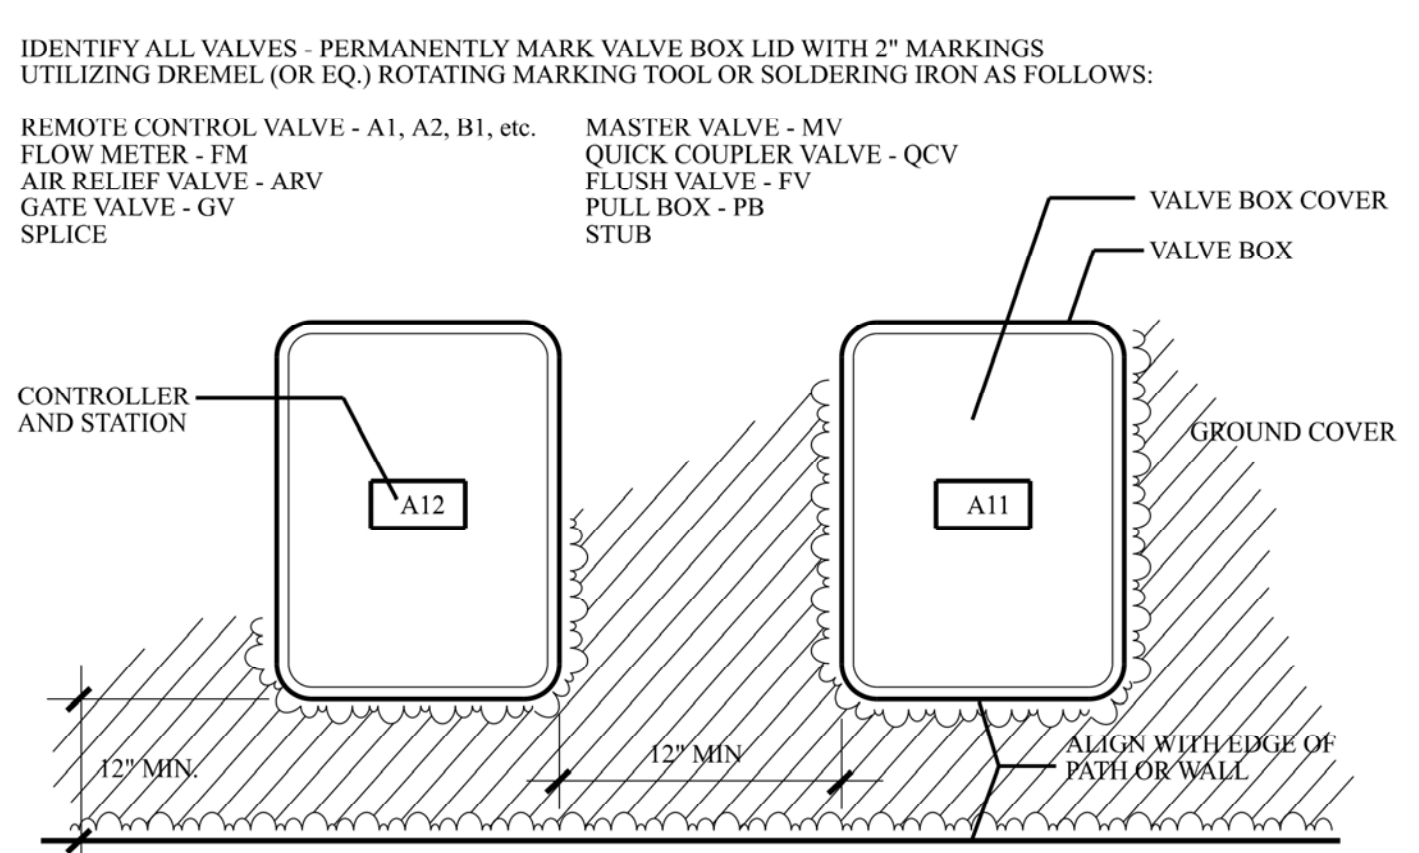 IDENTIFY ALL VALVES - PERMANENTLY MARK VALVE BOX LID WITH 2" MARKINGS
UTILIZING DREMEL (OR EQ.) ROTATING MARKING TOOL OR SOLDERING IRON AS FOLLOWS:
REMOTE CONTROL VALVE - A1, A2, B1, etc.
FLOW METER - FM
AIR RELIEF VALVE - ARV
GATE VALVE - GV
SPLICE
MASTER VALVE - MV
QUICK COUPLER VALVE - QCV
FLUSH VALVE - FV
PULL BOX - PB
STUB
VALVE BOX COVER
VALVE BOX
CONTROLLER
AND STATION
GROUND COVER
A12
A11
12" MIN.
12" MIN
ALIGN WITH EDGE OF
PATH OR WALL